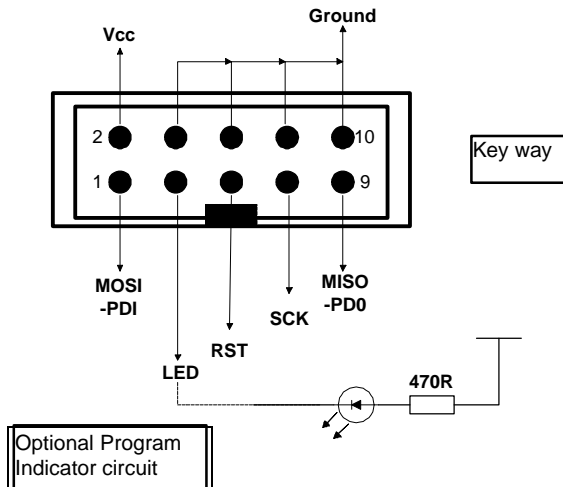 Ground
Vcc
2
10
Key way
1
9
MOSI
-PDI
MISO
-PD0
SCK
RST
LED
470R
Optional Program
Indicator circuit